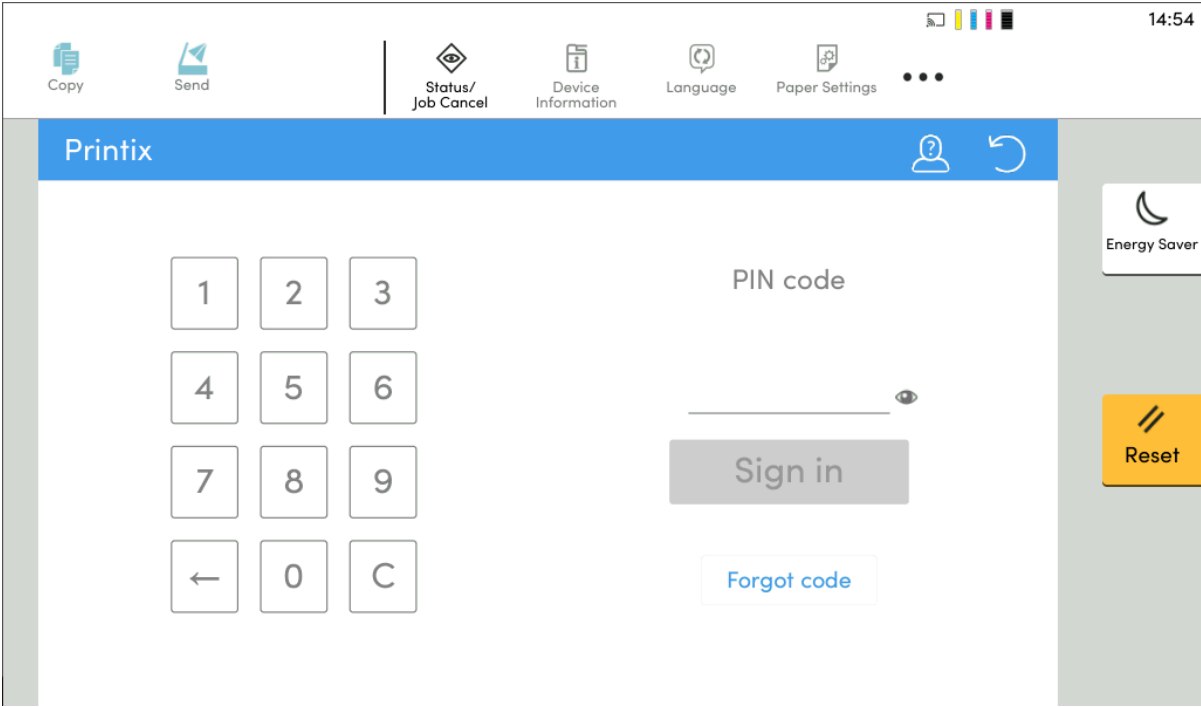 14:54
Copy
Send
Status/
Job Cancel
Device
Information
Language
Paper Settings
Printix
Energy Saver
1 2 3
PIN code
4 5 6
Reset
7 8 9
Sign in
← 0 C
Forgot code